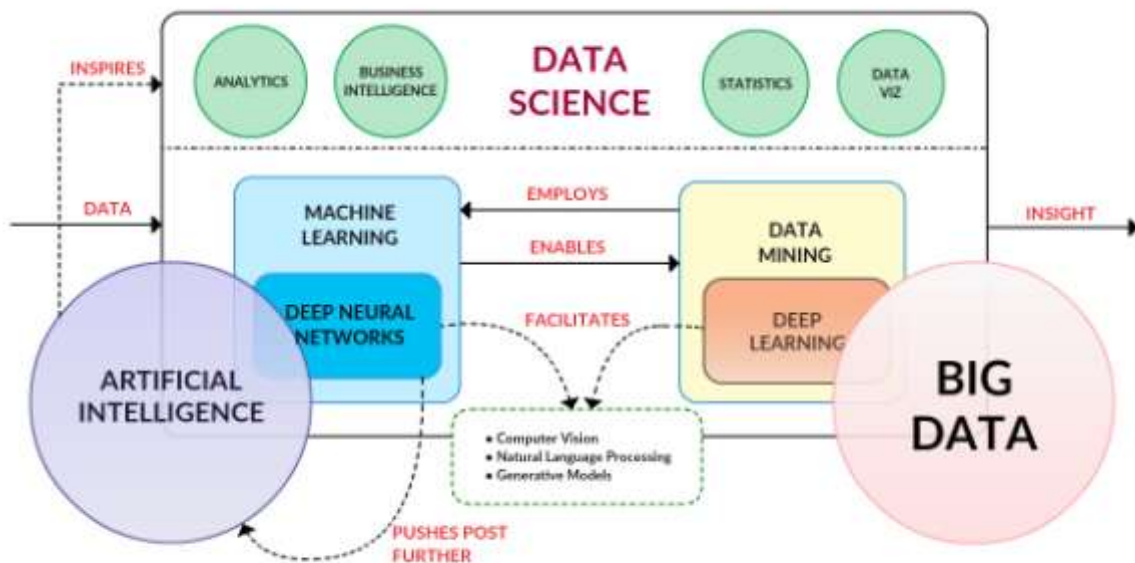 DATA
SCIENCE
ANALYTICS
BUSINESS
INTELLIGENCE
STATISTICS
DATA
VIZ
INSPIRES
DATA
MACHINE
LEARNING
EMPLOYS
ENABLES
DATA
MINING
INSIGHT
DEEP NEURAL
NETWORKS
FACILITATES
DEEP
LEARNING
ARTIFICIAL
INTELLIGENCE
BIG
DATA
● Computer Vision
● Natural Language Processing
● Generative Models
PUSHES POST
FURTHER